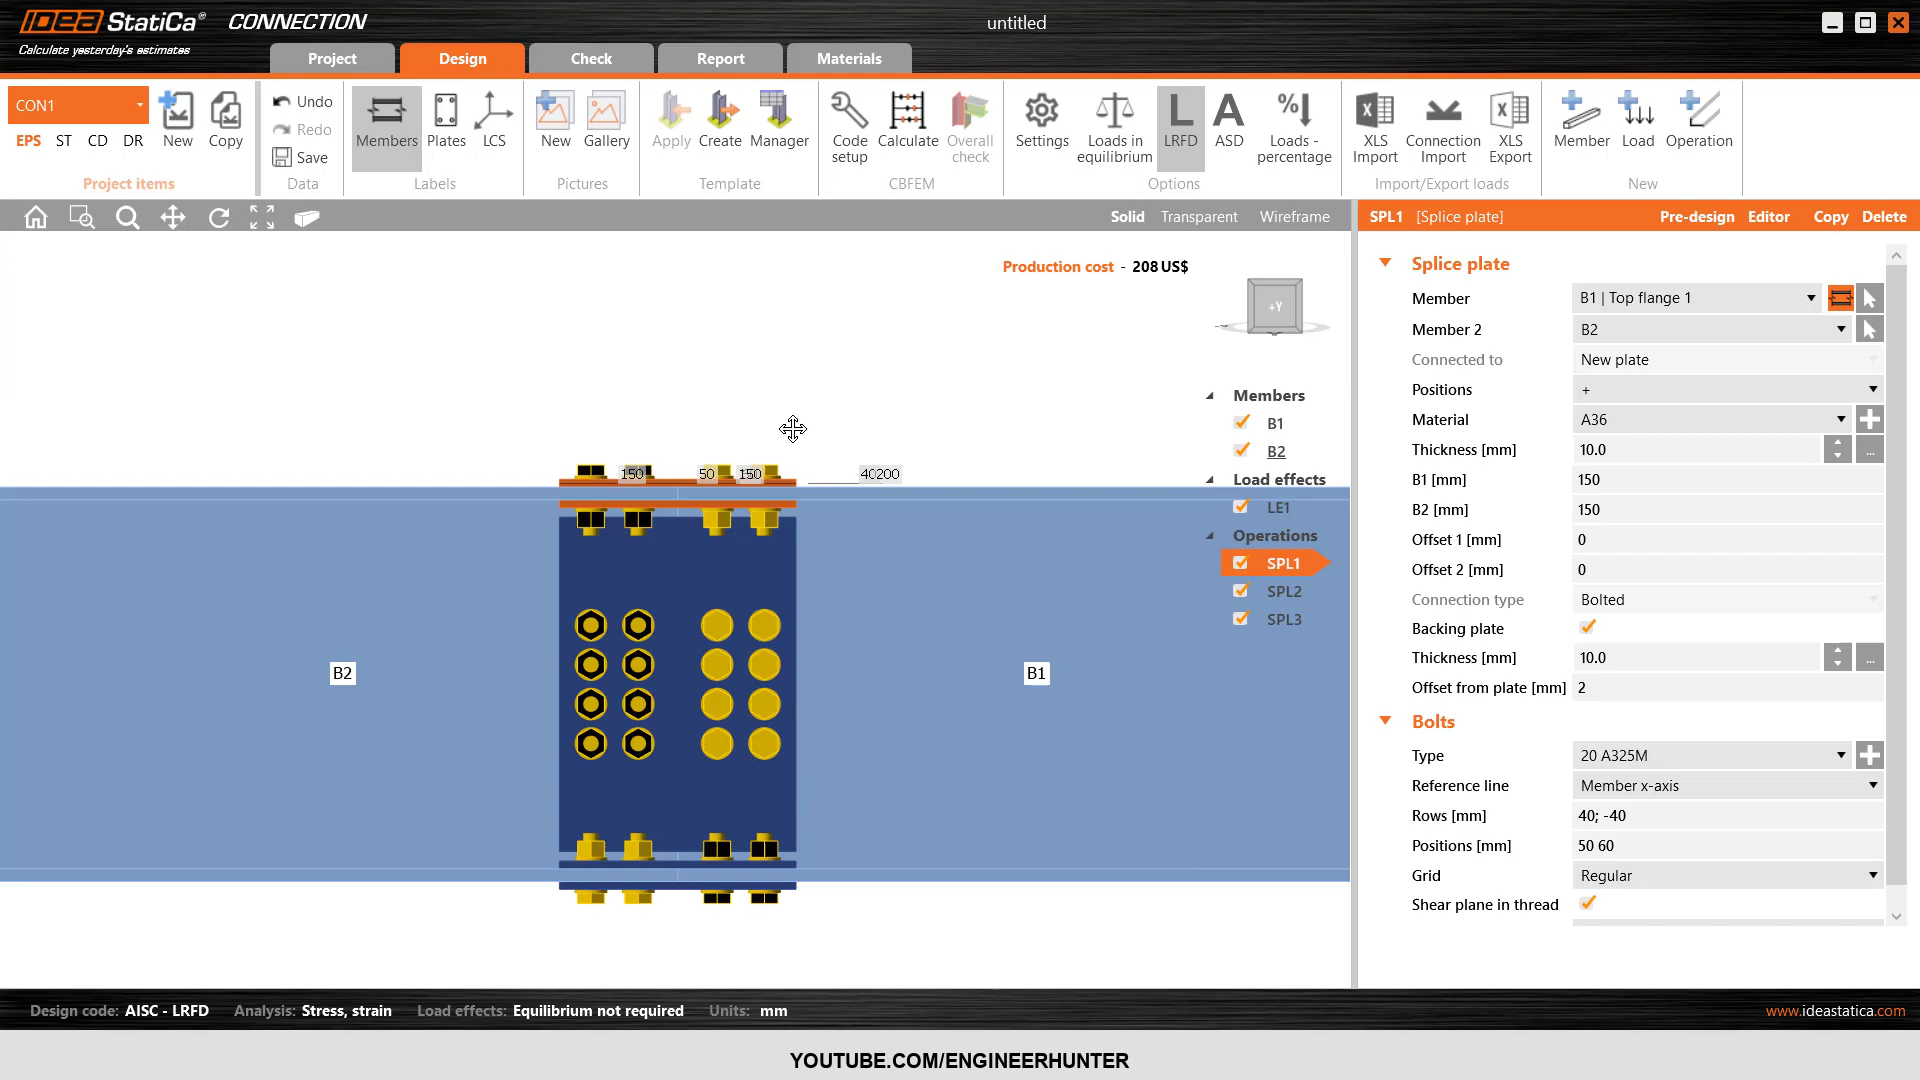 IDEA StatiCa® CONNECTION
Calculate yesterday's estimates
untitled
Project Design Check Report Materials
CON1
EPS ST CD DR
New
Copy
Project items
Undo
Redo
Save
Data
Members
Plates
LCS
Labels
New
Gallery
Pictures
Apply
Create
Manager
Template
Code setup
Calculate
Overall check
CBFEM
Settings
Loads in equilibrium
LRFD
ASD
Loads - percentage
Options
XLS Import
Connection Import
XLS Export
Import/Export loads
Member
Load
Operation
New
Solid Transparent Wireframe
Production cost - 208 US$
+Y
Members
B1
B2
Load effects
LE1
Operations
SPL1
SPL2
SPL3
150 50 150 40200
B2
B1
SPL1 [Splice plate] Pre-design Editor Copy Delete
Splice plate
Member B1 | Top flange 1
Member 2 B2
Connected to New plate
Positions +
Material A36
Thickness [mm] 10.0
B1 [mm] 150
B2 [mm] 150
Offset 1 [mm] 0
Offset 2 [mm] 0
Connection type Bolted
Backing plate
Thickness [mm] 10.0
Offset from plate [mm] 2
Bolts
Type 20 A325M
Reference line Member x-axis
Rows [mm] 40; -40
Positions [mm] 50 60
Grid Regular
Shear plane in thread
Design code: AISC - LRFD Analysis: Stress, strain Load effects: Equilibrium not required Units: mm
www.ideastatica.com
YOUTUBE.COM/ENGINEERHUNTER